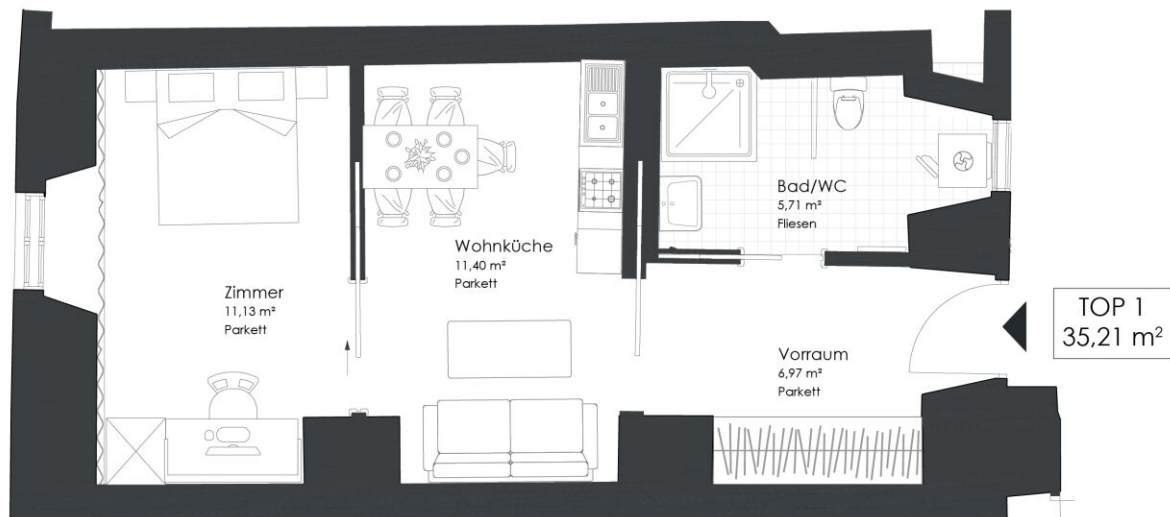 Zimmer
11,13 m²
Parkett
Wohnküche
11,40 m²
Parkett
Bad/WC
5,71 m²
Fliesen
Vorraum
6,97 m²
Parkett
TOP 1
35,21 m²